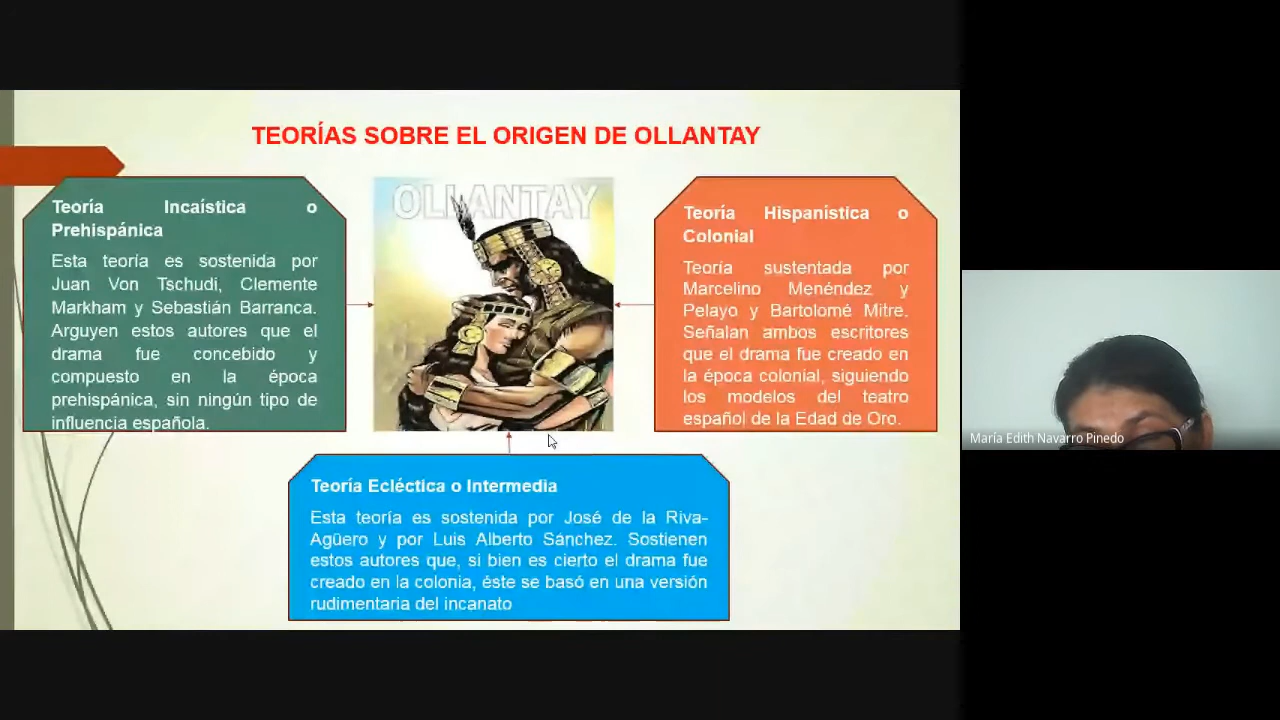 TEORÍAS SOBRE EL ORIGEN DE OLLANTAY
Teoría Incaística o
Prehispánica
Esta teoría es sostenida por
Juan Von Tschudi, Clemente
Markham y Sebastián Barranca.
Arguyen estos autores que el
drama fue concebido y
compuesto en la época
prehispánica, sin ningún tipo de
influencia española.
OLLANTAY
Teoría Hispanística o
Colonial
Teoría sustentada por
Marcelino Menéndez y
Pelayo y Bartolomé Mitre.
Señalan ambos escritores
que el drama fue creado en
la época colonial, siguiendo
los modelos del teatro
español de la Edad de Oro.
Teoría Ecléctica o Intermedia
Esta teoría es sostenida por José de la Riva-
Agüero y por Luis Alberto Sánchez. Sostienen
estos autores que, si bien es cierto el drama fue
creado en la colonia, éste se basó en una versión
rudimentaria del incanato
María Edith Navarro Pinedo